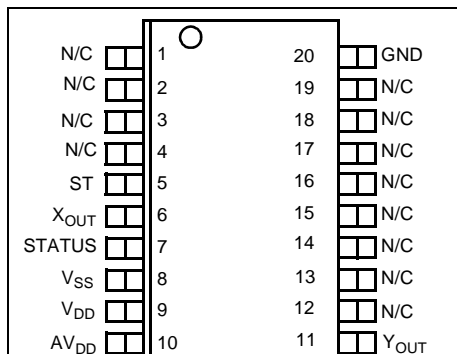 N/C 1 20 GND
N/C 2 19 N/C
N/C 3 18 N/C
N/C 4 17 N/C
ST 5 16 N/C
XOUT 6 15 N/C
STATUS 7 14 N/C
VSS 8 13 N/C
VDD 9 12 N/C
AVDD 10 11 YOUT